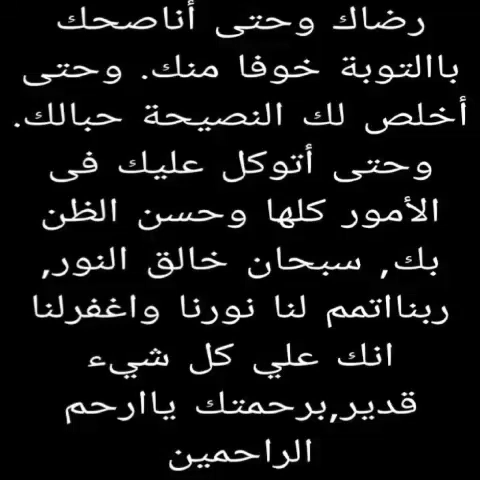 رضاك وحتى أناصحك
باالتوبة خوفا منك. وحتى
أخلص لك النصيحة حبالك.
وحتى أتوكل عليك فى
الأمور كلها وحسن الظن
بك, سبحان خالق النور,
ربنااتمم لنا نورنا واغفرلنا
انك علي كل شيء
قدير,برحمتك ياارحم
الراحمين